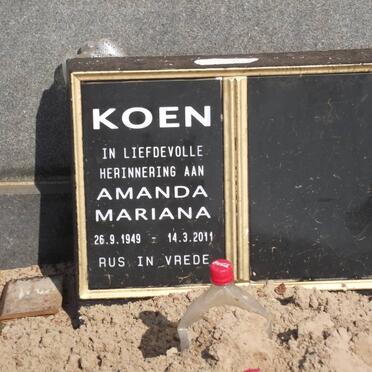 KOEN
IN LIEFDEVOLLE
HERINNERING AAN
AMANDA
MARIANA
26.9.1949 - 14.3.2011
RUS IN VREDE